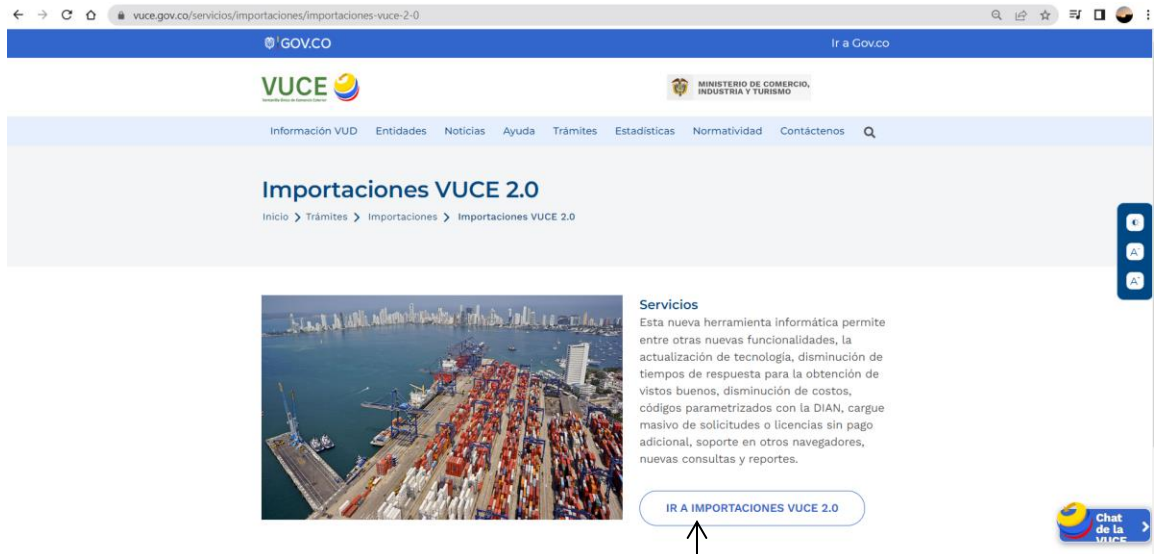 vuce.gov.co/servicios/importaciones/importaciones-vuce-2-0
GOV.CO
Ir a Gov.co
VUCE
MINISTERIO DE COMERCIO,
INDUSTRIA Y TURISMO
Información VUD Entidades Noticias Ayuda Trámites Estadísticas Normatividad Contáctenos
Importaciones VUCE 2.0
Inicio > Trámites > Importaciones > Importaciones VUCE 2.0
A-
A+
Servicios
Esta nueva herramienta informática permite
entre otras nuevas funcionalidades, la
actualización de tecnología, disminución de
tiempos de respuesta para la obtención de
vistos buenos, disminución de costos,
códigos parametrizados con la DIAN, cargue
masivo de solicitudes o licencias sin pago
adicional, soporte en otros navegadores,
nuevas consultas y reportes.
IR A IMPORTACIONES VUCE 2.0
Chat
de la
VUCE